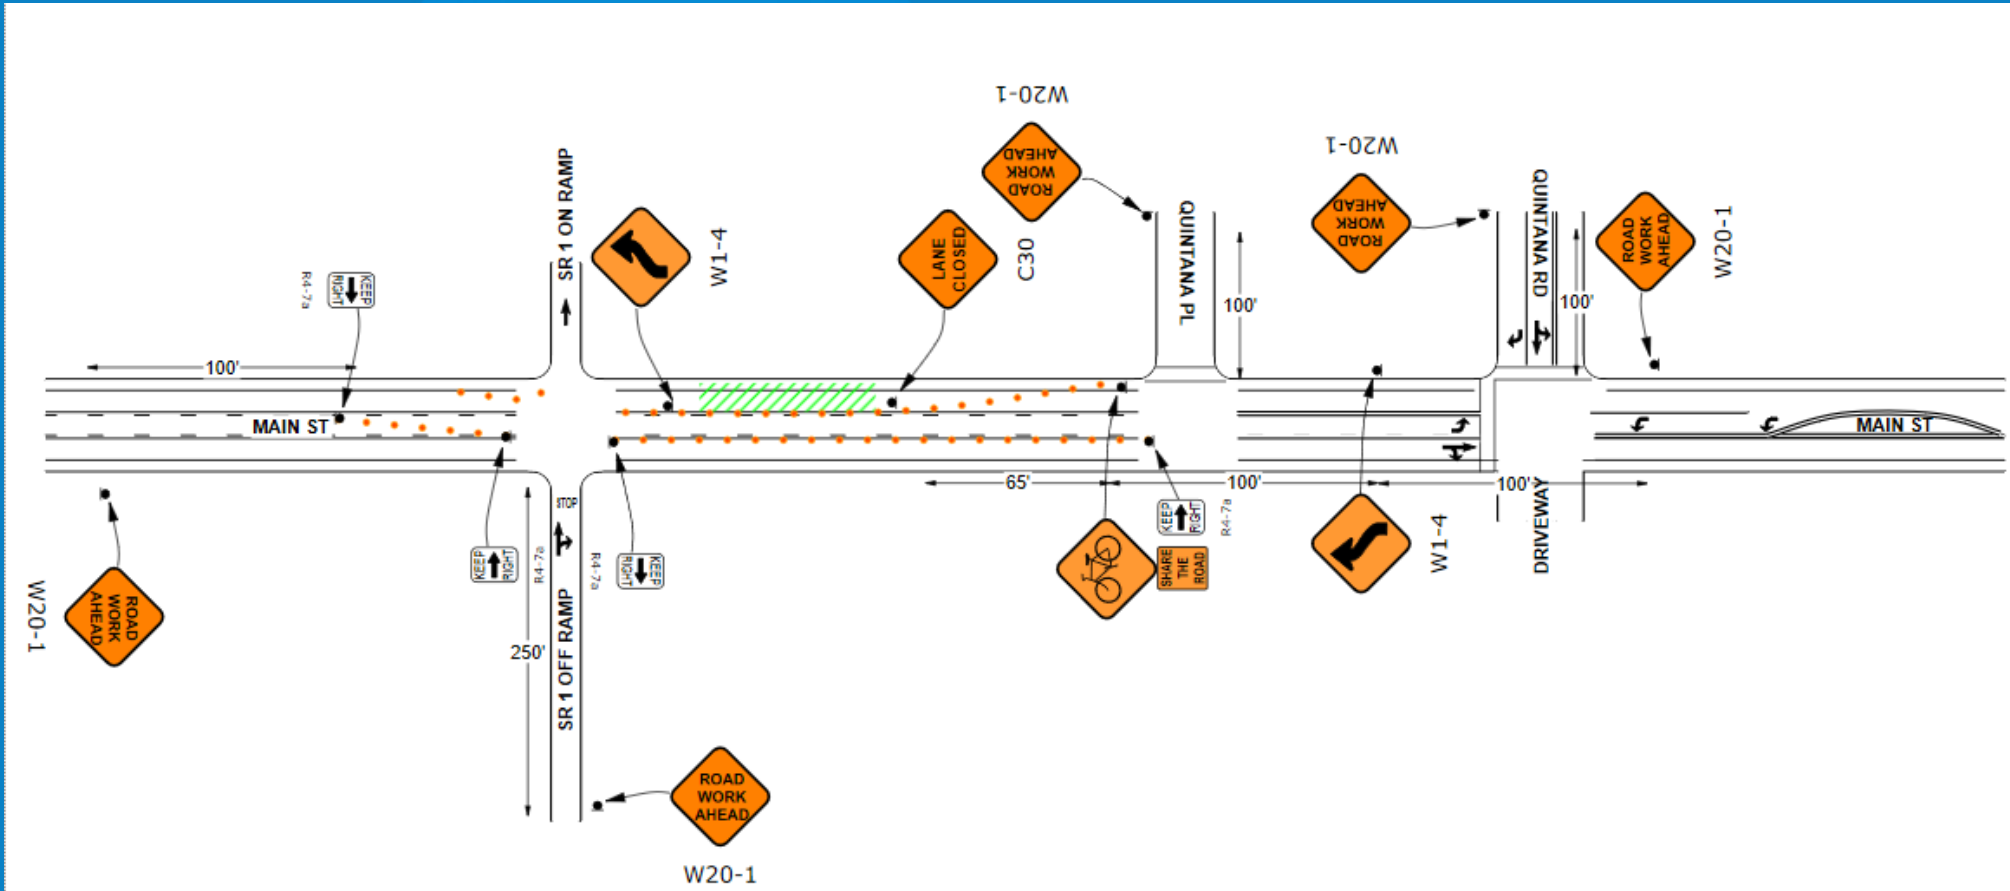 W20-1
ROAD
WORK
AHEAD
W20-1
ROAD
WORK
AHEAD
SR 1 ON RAMP
W1-4
LANE
CLOSED
C30
QUINTANA PL
100'
QUINTANA RD
100'
ROAD
WORK
AHEAD
W20-1
R4-7a
KEEP
RIGHT
100'
MAIN ST
MAIN ST
65'
100'
100'
STOP
KEEP
RIGHT
R4-7a
R4-7a
KEEP
RIGHT
SHARE
THE
ROAD
KEEP
RIGHT
R4-7a
W1-4
DRIVEWAY
W20-1
ROAD
WORK
AHEAD
250'
SR 1 OFF RAMP
ROAD
WORK
AHEAD
W20-1